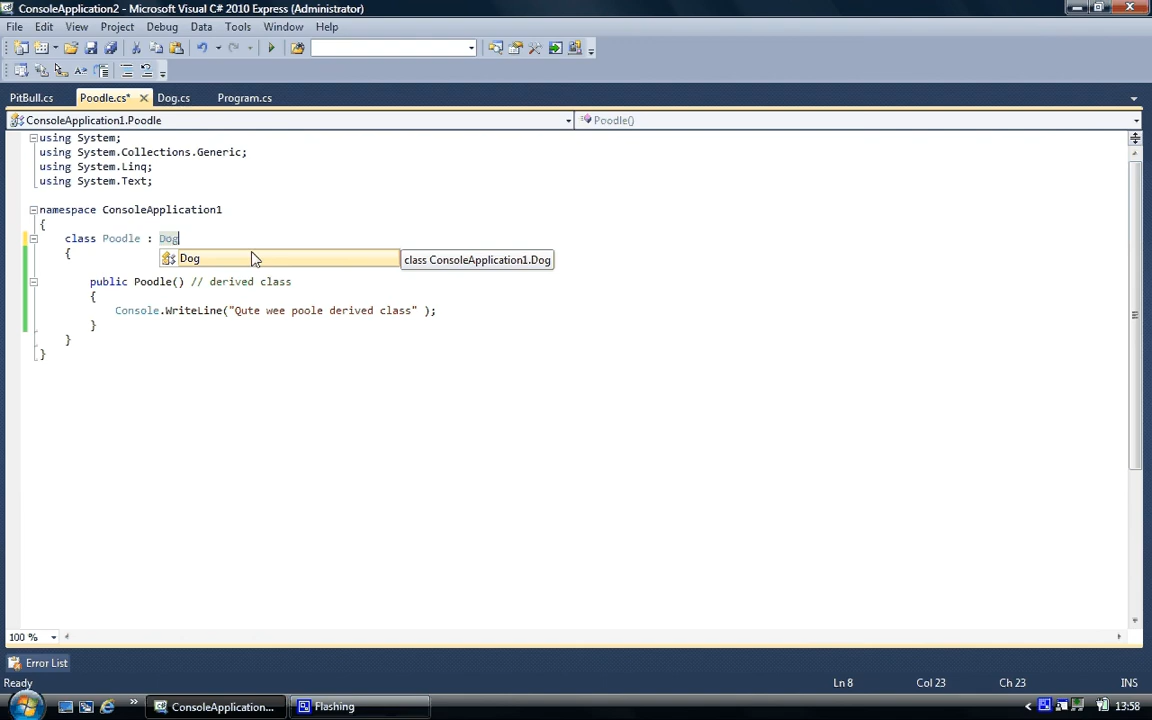 ConsoleApplication2 - Microsoft Visual C# 2010 Express (Administrator)
File Edit View Project Debug Data Tools Window Help
PitBull.cs Poodle.cs* Dog.cs Program.cs
ConsoleApplication1.Poodle Poodle()
using System;
using System.Collections.Generic;
using System.Linq;
using System.Text;
namespace ConsoleApplication1
{
class Poodle : Dog
{
Dog class ConsoleApplication1.Dog
public Poodle() // derived class
{
Console.WriteLine("Qute wee poole derived class" );
}
}
}
100 %
Error List
Ready Ln 8 Col 23 Ch 23 INS
ConsoleApplication... Flashing 13:58